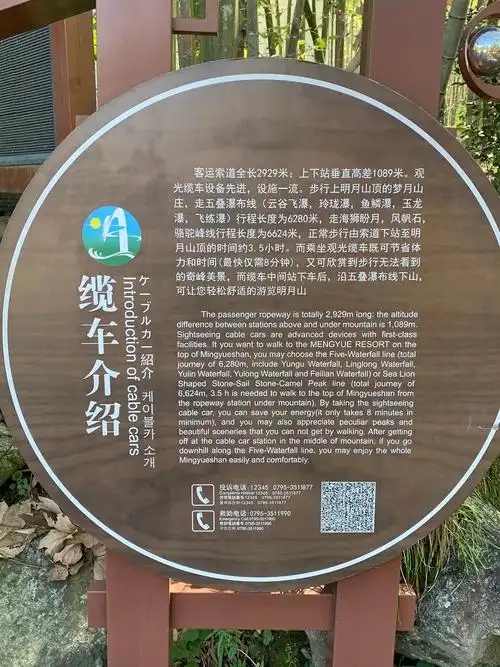 缆车介绍
Introduction of cable cars
ケーブルカー紹介 케이블카 소개
客运索道全长2929米：上下站垂直高差1089米。观
光缆车设备先进，设施一流。步行上明月山顶的梦月山
庄，走五叠瀑布线（云谷飞瀑，玲珑瀑，鱼鳞瀑，玉龙
瀑，飞练瀑）行程长度为6280米，走海狮盼月，风帆石，
骆驼峰线行程长度为6624米，正常步行由索道下站至明
月山顶的时间约3.5小时。而乘坐观光缆车既可节省体
力和时间(最快仅需8分钟），又可欣赏到步行无法看到
的奇峰美景，而缆车中间站下车后，沿五叠瀑布线下山，
可让您轻松舒适的游览明月山
The passenger ropeway is totally 2,929m long: the altitude
difference between stations above and under mountain is 1,089m.
Sightseeing cable cars are advanced devices with first-class
facilities. It you want to walk to the MENGYUE RESORT on the
top of Mingyueshan, you may choose the Five-Waterfall line (total
journey of 6,280m, include Yungu Waterfall, Linglong Waterfall,
Yulin Waterfall, Yulong Waterfall and Feilian Waterfall) or Sea Lion
Shaped Stone-Sail Stone-Camel Peak line (total journey of
6,624m, 3.5 h is needed to walk to the top of Mingyueshan from
the ropeway station under mountain). By taking the sightseeing
cable car, you can save your energy(it only takes 8 minutes in
minimum), and you may also appreciate peculiar peaks and
beautiful sceneries that you can not get by walking. After getting
off at the cable car station in the middle of mountain, if you go
downhill along the Five-Waterfall line, you may enjoy the whole
Mingyueshan easily and comfortably.
投诉电话:12345 0795-3511877
Complaints Hotline:12345 0795-3511877
0795-3511877
救助电话: 0795-3511990
Emergency Call:0795-3511990
0795-3511990